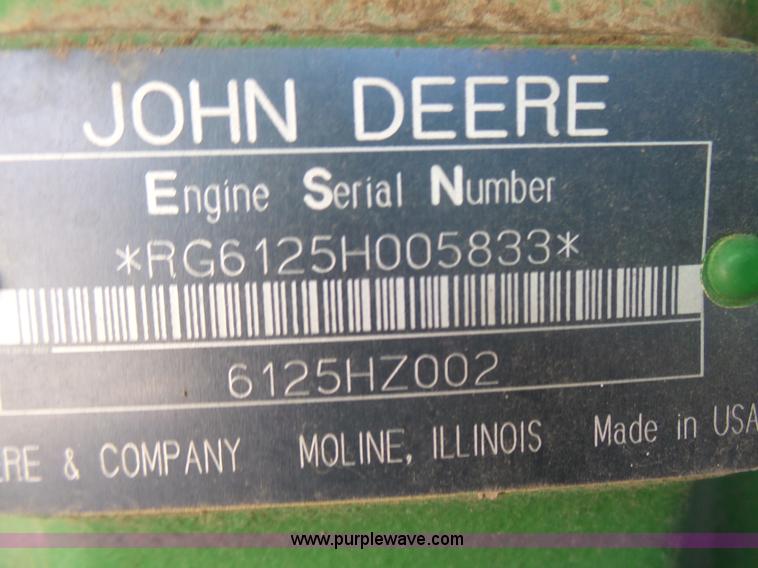 JOHN DEERE
Engine Serial Number
*RG6125H005833*
6125HZ002
ERE & COMPANY MOLINE, ILLINOIS Made in USA
www.purplewave.com